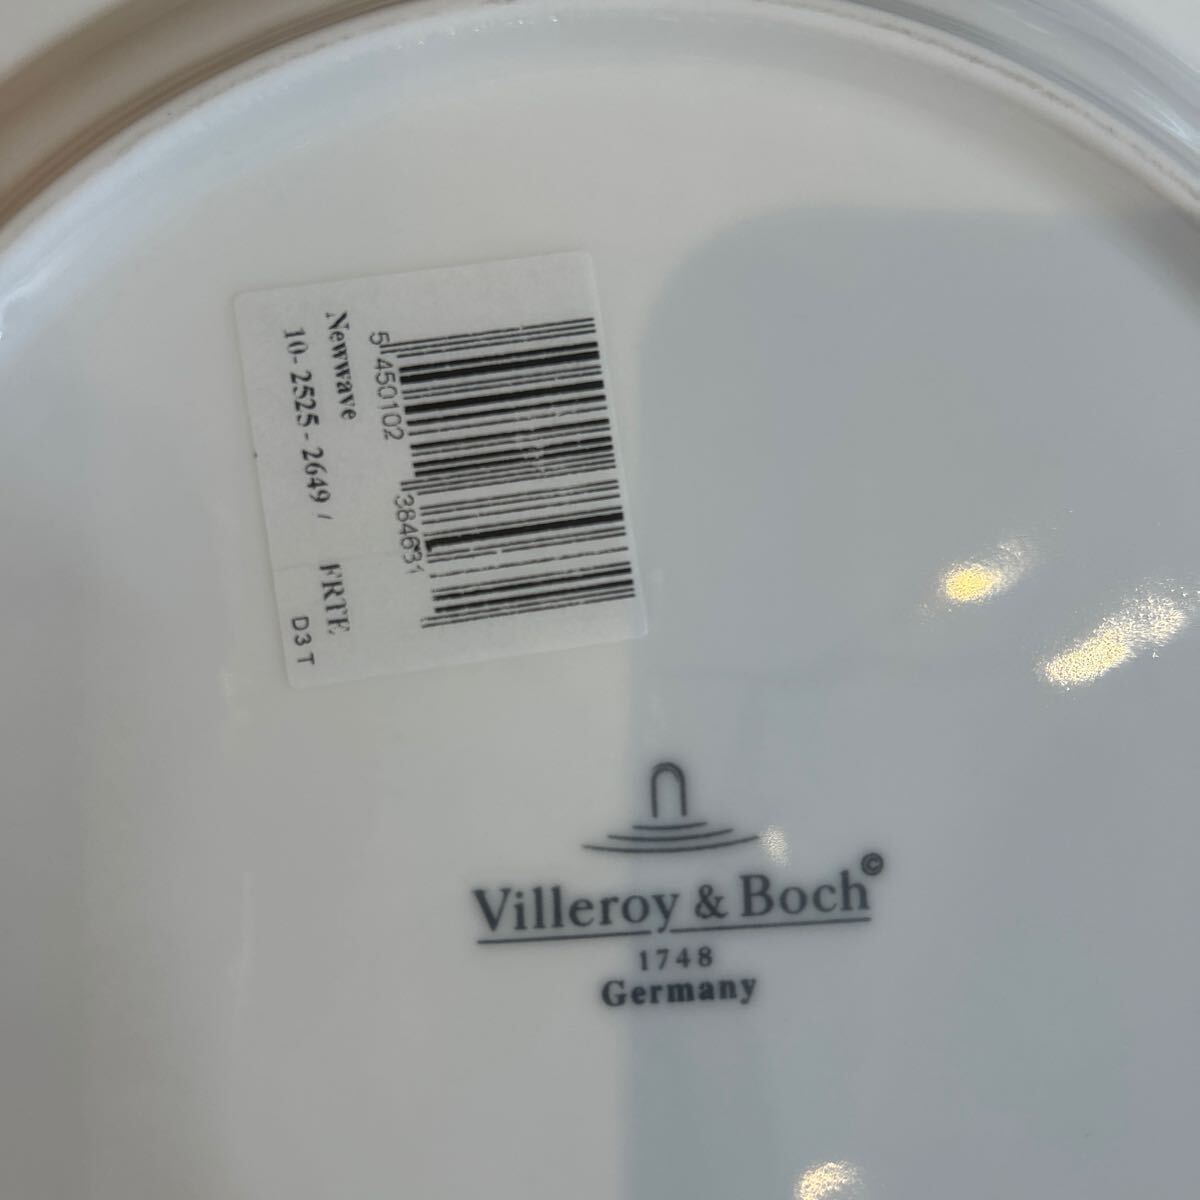 Newwave
10-2525-2649 / FRTE
D3T
5 450102 384631
Villeroy & Boch©
1748
Germany